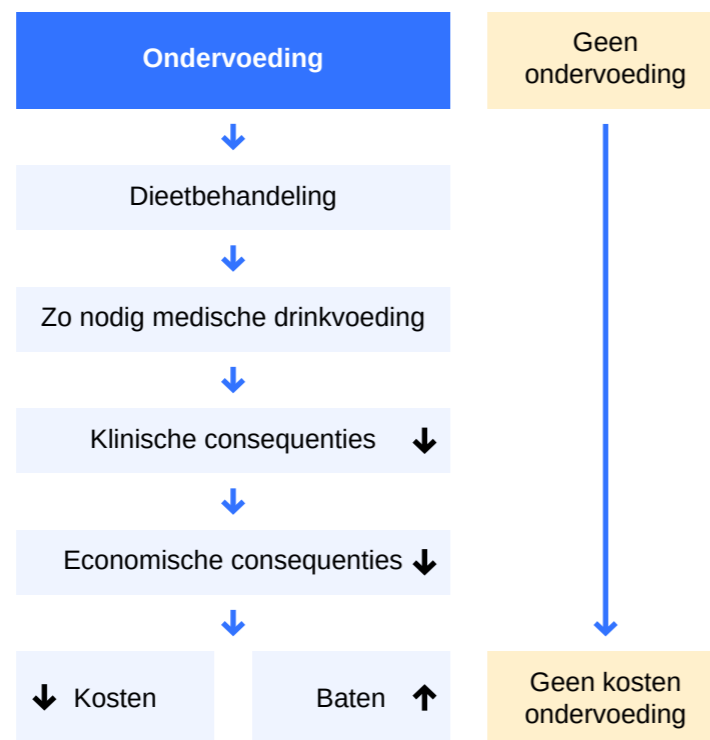 Ondervoeding
Geen
ondervoeding
Dieetbehandeling
Zo nodig medische drinkvoeding
Klinische consequenties
Economische consequenties
Kosten
Baten
Geen kosten
ondervoeding